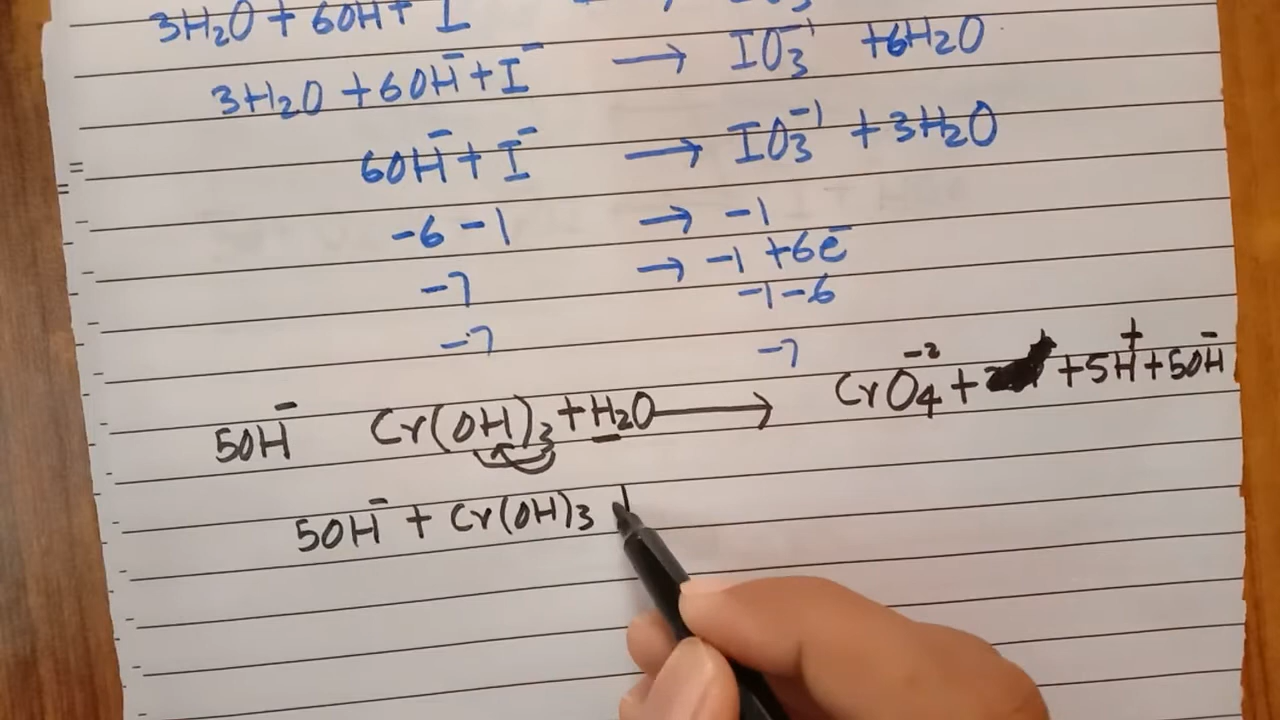 3H₂O + 6OH + I
3H₂O + 6OH⁻ + I⁻ → IO₃⁻¹ + 6H₂O
6OH⁻ + I⁻ → IO₃⁻¹ + 3H₂O
-6 -1 → -1
-7 → -1 +6e⁻
-1-6
-7 -7
5OH⁻ Cr(OH)₃ + H₂O → CrO₄⁻² + +5H⁺ + 5OH⁻
5OH⁻ + Cr(OH)₃